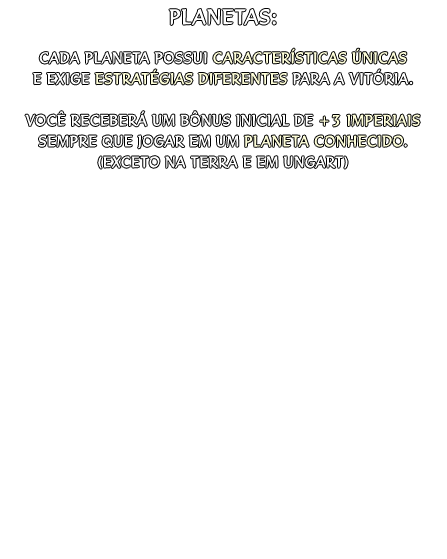 PLANETAS:
CADA PLANETA POSSUI CARACTERÍSTICAS ÚNICAS
E EXIGE ESTRATÉGIAS DIFERENTES PARA A VITÓRIA.
VOCÊ RECEBERÁ UM BÔNUS INICIAL DE +3 IMPERIAIS
SEMPRE QUE JOGAR EM UM PLANETA CONHECIDO.
(EXCETO NA TERRA E EM UNGART)